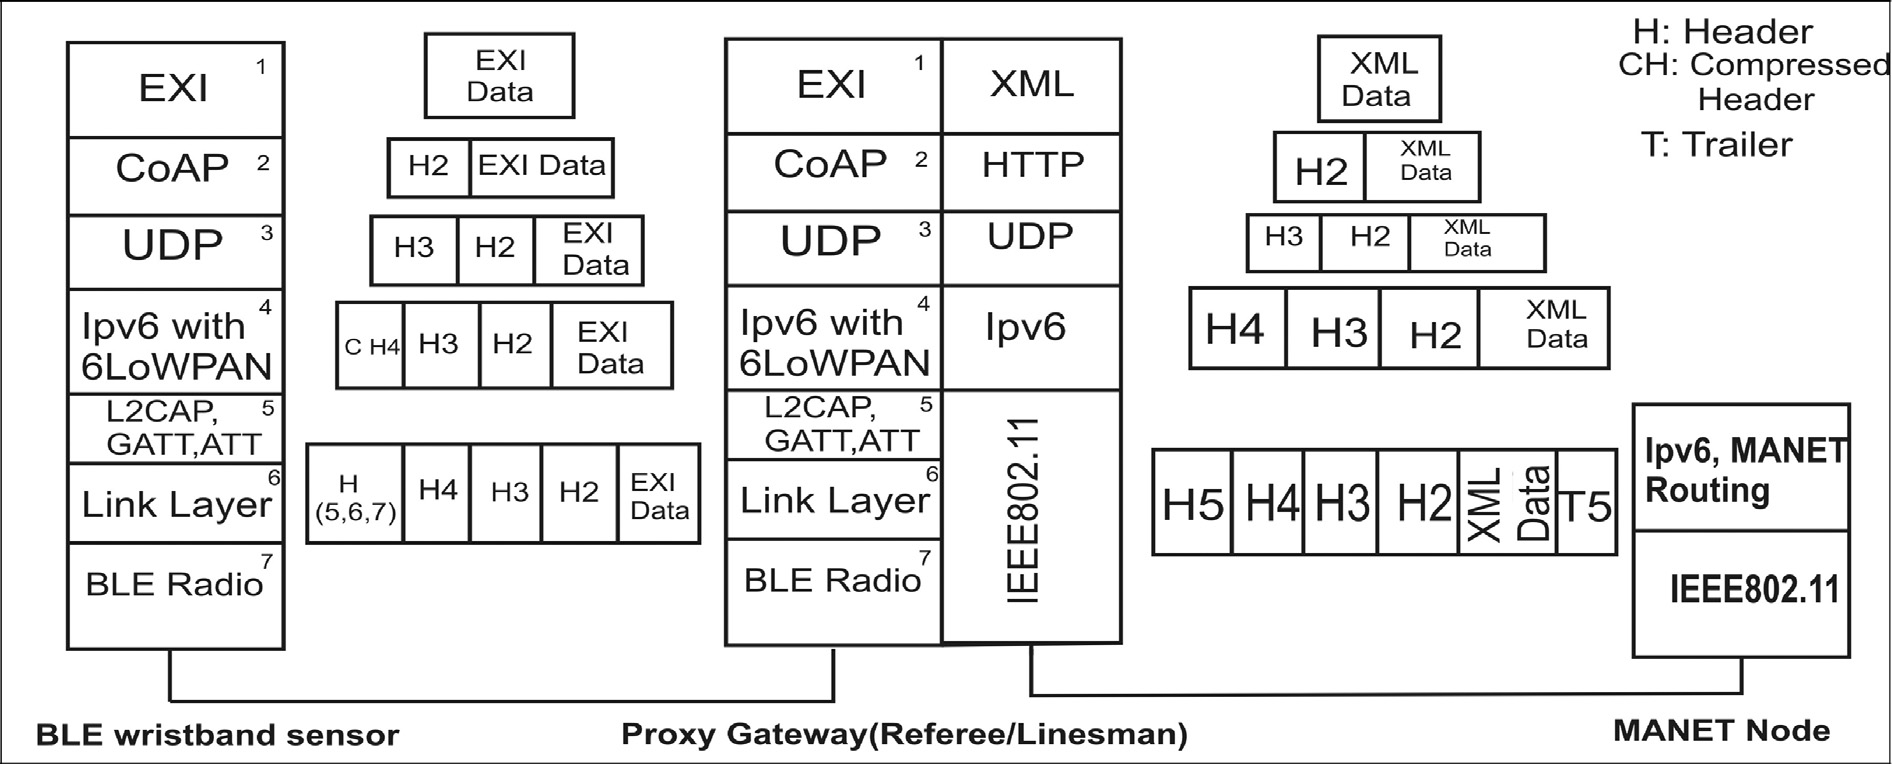 EXI 1
CoAP 2
UDP 3
Ipv6 with 4
6LoWPAN
L2CAP, 5
GATT,ATT
Link Layer 6
BLE Radio 7
BLE wristband sensor
EXI
Data
H2 EXI Data
H3 H2 EXI
Data
C H4 H3 H2 EXI
Data
H
(5,6,7) H4 H3 H2 EXI
Data
EXI 1
CoAP 2
UDP 3
Ipv6 with 4
6LoWPAN
L2CAP, 5
GATT,ATT
Link Layer 6
BLE Radio 7
XML
HTTP
UDP
Ipv6
IEEE802.11
Proxy Gateway(Referee/Linesman)
XML
Data
H2 XML
Data
H3 H2 XML
Data
H4 H3 H2 XML
Data
H5 H4 H3 H2 XML
Data T5
H: Header
CH: Compressed
Header
T: Trailer
Ipv6, MANET
Routing
IEEE802.11
MANET Node